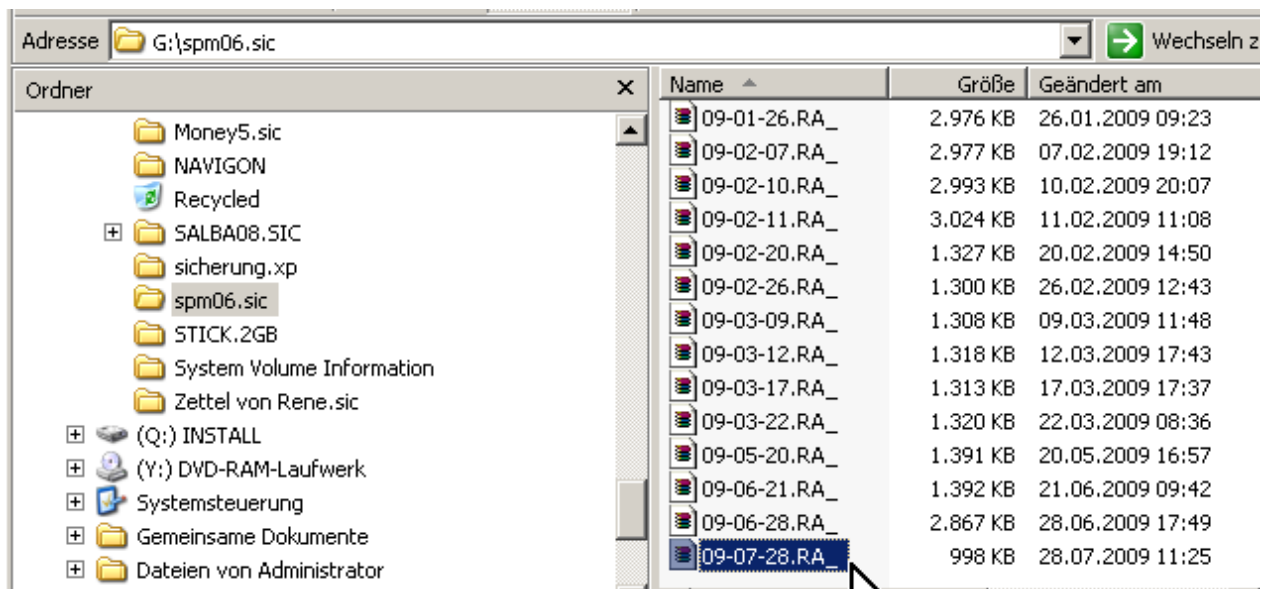 Adresse G:\spm06.sic Wechseln z
Ordner
Money5.sic
NAVIGON
Recycled
SALBA08.SIC
sicherung.xp
spm06.sic
STICK.2GB
System Volume Information
Zettel von Rene.sic
(Q:) INSTALL
(Y:) DVD-RAM-Laufwerk
Systemsteuerung
Gemeinsame Dokumente
Dateien von Administrator
Name Größe Geändert am
09-01-26.RA_ 2.976 KB 26.01.2009 09:23
09-02-07.RA_ 2.977 KB 07.02.2009 19:12
09-02-10.RA_ 2.993 KB 10.02.2009 20:07
09-02-11.RA_ 3.024 KB 11.02.2009 11:08
09-02-20.RA_ 1.327 KB 20.02.2009 14:50
09-02-26.RA_ 1.300 KB 26.02.2009 12:43
09-03-09.RA_ 1.308 KB 09.03.2009 11:48
09-03-12.RA_ 1.318 KB 12.03.2009 17:43
09-03-17.RA_ 1.313 KB 17.03.2009 17:37
09-03-22.RA_ 1.320 KB 22.03.2009 08:36
09-05-20.RA_ 1.391 KB 20.05.2009 16:57
09-06-21.RA_ 1.392 KB 21.06.2009 09:42
09-06-28.RA_ 2.867 KB 28.06.2009 17:49
09-07-28.RA_ 998 KB 28.07.2009 11:25